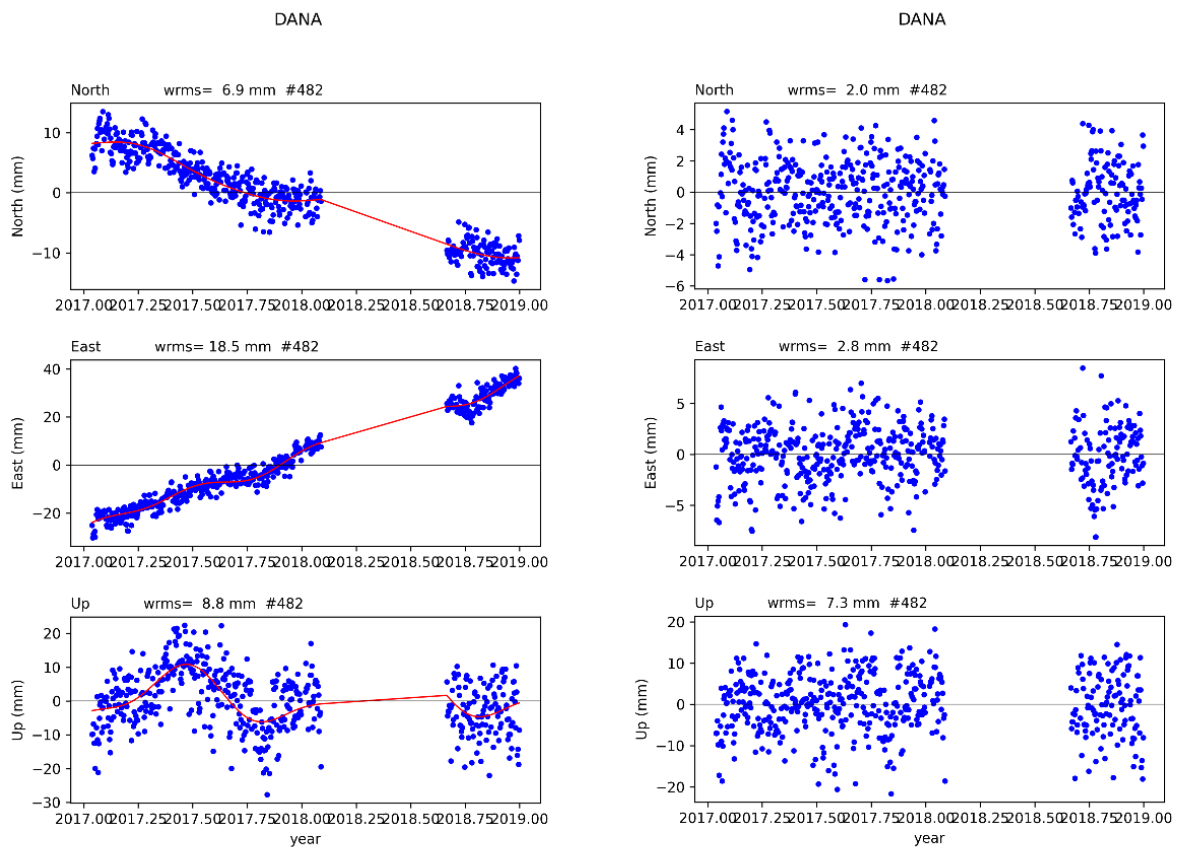 DANA
North wrms= 6.9 mm #482
10
0
−10
North (mm)
2017.00 2017.25 2017.50 2017.75 2018.00 2018.25 2018.50 2018.75 2019.00
East wrms= 18.5 mm #482
40
20
0
−20
East (mm)
2017.00 2017.25 2017.50 2017.75 2018.00 2018.25 2018.50 2018.75 2019.00
Up wrms= 8.8 mm #482
20
10
0
−10
−20
−30
Up (mm)
2017.00 2017.25 2017.50 2017.75 2018.00 2018.25 2018.50 2018.75 2019.00
year
DANA
North wrms= 2.0 mm #482
4
2
0
−2
−4
−6
North (mm)
2017.00 2017.25 2017.50 2017.75 2018.00 2018.25 2018.50 2018.75 2019.00
East wrms= 2.8 mm #482
5
0
−5
East (mm)
2017.00 2017.25 2017.50 2017.75 2018.00 2018.25 2018.50 2018.75 2019.00
Up wrms= 7.3 mm #482
20
10
0
−10
−20
Up (mm)
2017.00 2017.25 2017.50 2017.75 2018.00 2018.25 2018.50 2018.75 2019.00
year